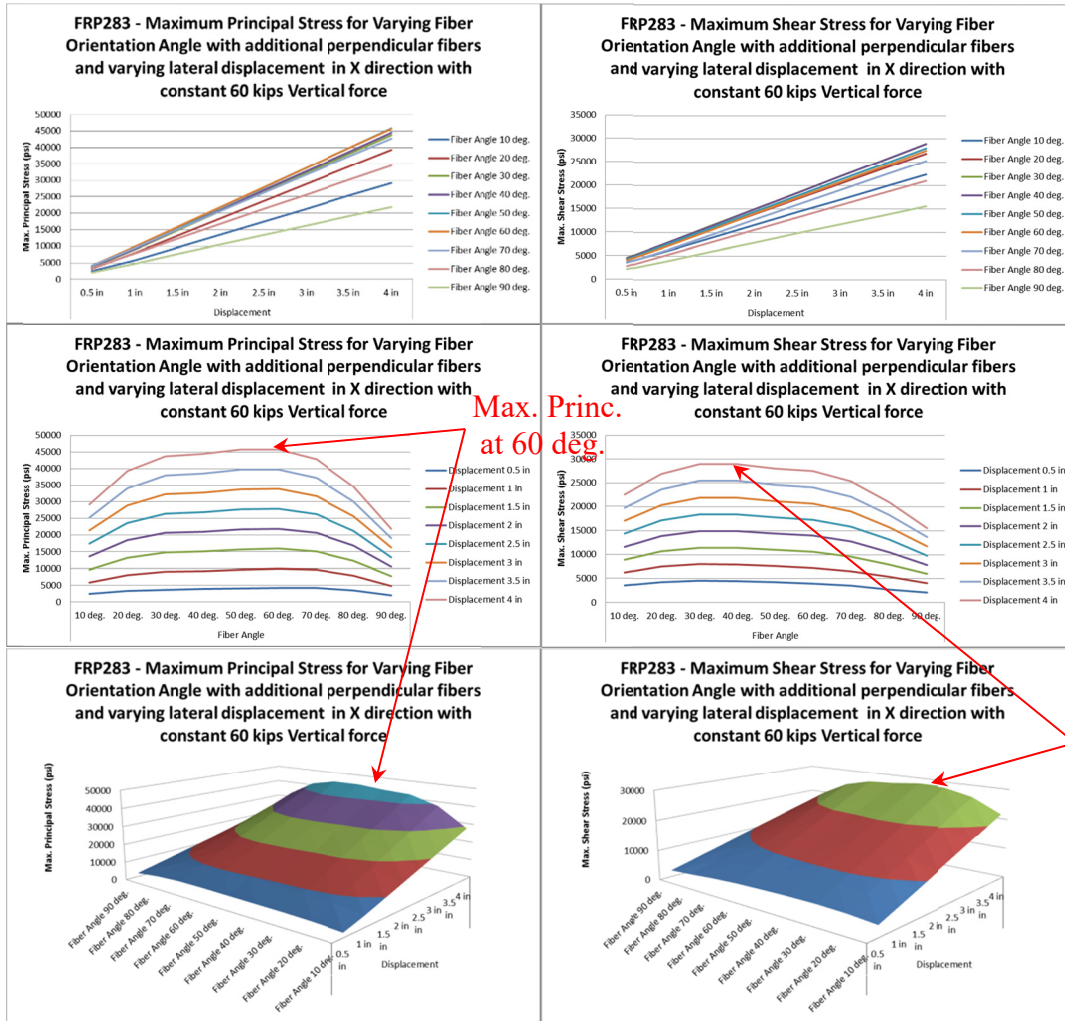 FRP283 - Maximum Principal Stress for Varying Fiber
Orientation Angle with additional perpendicular fibers
and varying lateral displacement in X direction with
constant 60 kips Vertical force
50000
45000
40000
35000
30000
25000
20000
15000
10000
5000
0
Max. Principal Stress (psi)
0.5 in 1 in 1.5 in 2 in 2.5 in 3 in 3.5 in 4 in
Displacement
Fiber Angle 10 deg.
Fiber Angle 20 deg.
Fiber Angle 30 deg.
Fiber Angle 40 deg.
Fiber Angle 50 deg.
Fiber Angle 60 deg.
Fiber Angle 70 deg.
Fiber Angle 80 deg.
Fiber Angle 90 deg.
FRP283 - Maximum Shear Stress for Varying Fiber
Orientation Angle with additional perpendicular fibers
and varying lateral displacement in X direction with
constant 60 kips Vertical force
35000
30000
25000
20000
15000
10000
5000
0
Max. Shear Stress (psi)
0.5 in 1 in 1.5 in 2 in 2.5 in 3 in 3.5 in 4 in
Displacement
Fiber Angle 10 deg.
Fiber Angle 20 deg.
Fiber Angle 30 deg.
Fiber Angle 40 deg.
Fiber Angle 50 deg.
Fiber Angle 60 deg.
Fiber Angle 70 deg.
Fiber Angle 80 deg.
Fiber Angle 90 deg.
FRP283 - Maximum Principal Stress for Varying Fiber
Orientation Angle with additional perpendicular fibers
and varying lateral displacement in X direction with
constant 60 kips Vertical force
Max. Princ.
at 60 deg.
50000
45000
40000
35000
30000
25000
20000
15000
10000
5000
0
Max. Principal Stress (psi)
10 deg. 20 deg. 30 deg. 40 deg. 50 deg. 60 deg. 70 deg. 80 deg. 90 deg.
Fiber Angle
Displacement 0.5 in
Displacement 1 in
Displacement 1.5 in
Displacement 2 in
Displacement 2.5 in
Displacement 3 in
Displacement 3.5 in
Displacement 4 in
FRP283 - Maximum Shear Stress for Varying Fiber
Orientation Angle with additional perpendicular fibers
and varying lateral displacement in X direction with
constant 60 kips Vertical force
35000
30000
25000
20000
15000
10000
5000
0
Max. Shear Stress (psi)
10 deg. 20 deg. 30 deg. 40 deg. 50 deg. 60 deg. 70 deg. 80 deg. 90 deg.
Fiber Angle
Displacement 0.5 in
Displacement 1 in
Displacement 1.5 in
Displacement 2 in
Displacement 2.5 in
Displacement 3 in
Displacement 3.5 in
Displacement 4 in
FRP283 - Maximum Principal Stress for Varying Fiber
Orientation Angle with additional perpendicular fibers
and varying lateral displacement in X direction with
constant 60 kips Vertical force
Max. Principal Stress (psi)
50000
40000
30000
20000
10000
0
Fiber Angle 90 deg.
Fiber Angle 80 deg.
Fiber Angle 70 deg.
Fiber Angle 60 deg.
Fiber Angle 50 deg.
Fiber Angle 40 deg.
Fiber Angle 30 deg.
Fiber Angle 20 deg.
Fiber Angle 10 deg.
0.5 in
1 in
1.5 in
2 in
2.5 in
3 in
3.5 in
4 in
Displacement
FRP283 - Maximum Shear Stress for Varying Fiber
Orientation Angle with additional perpendicular fibers
and varying lateral displacement in X direction with
constant 60 kips Vertical force
Max. Shear Stress (psi)
30000
20000
10000
0
Fiber Angle 90 deg.
Fiber Angle 80 deg.
Fiber Angle 70 deg.
Fiber Angle 60 deg.
Fiber Angle 50 deg.
Fiber Angle 40 deg.
Fiber Angle 30 deg.
Fiber Angle 20 deg.
Fiber Angle 10 deg.
0.5 in
1 in
1.5 in
2 in
2.5 in
3 in
3.5 in
4 in
Displacement